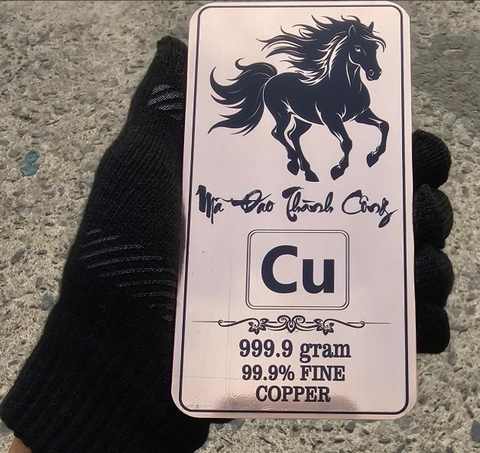 Mã Đáo Thành Công
Cu
999.9 gram
99.9% FINE
COPPER